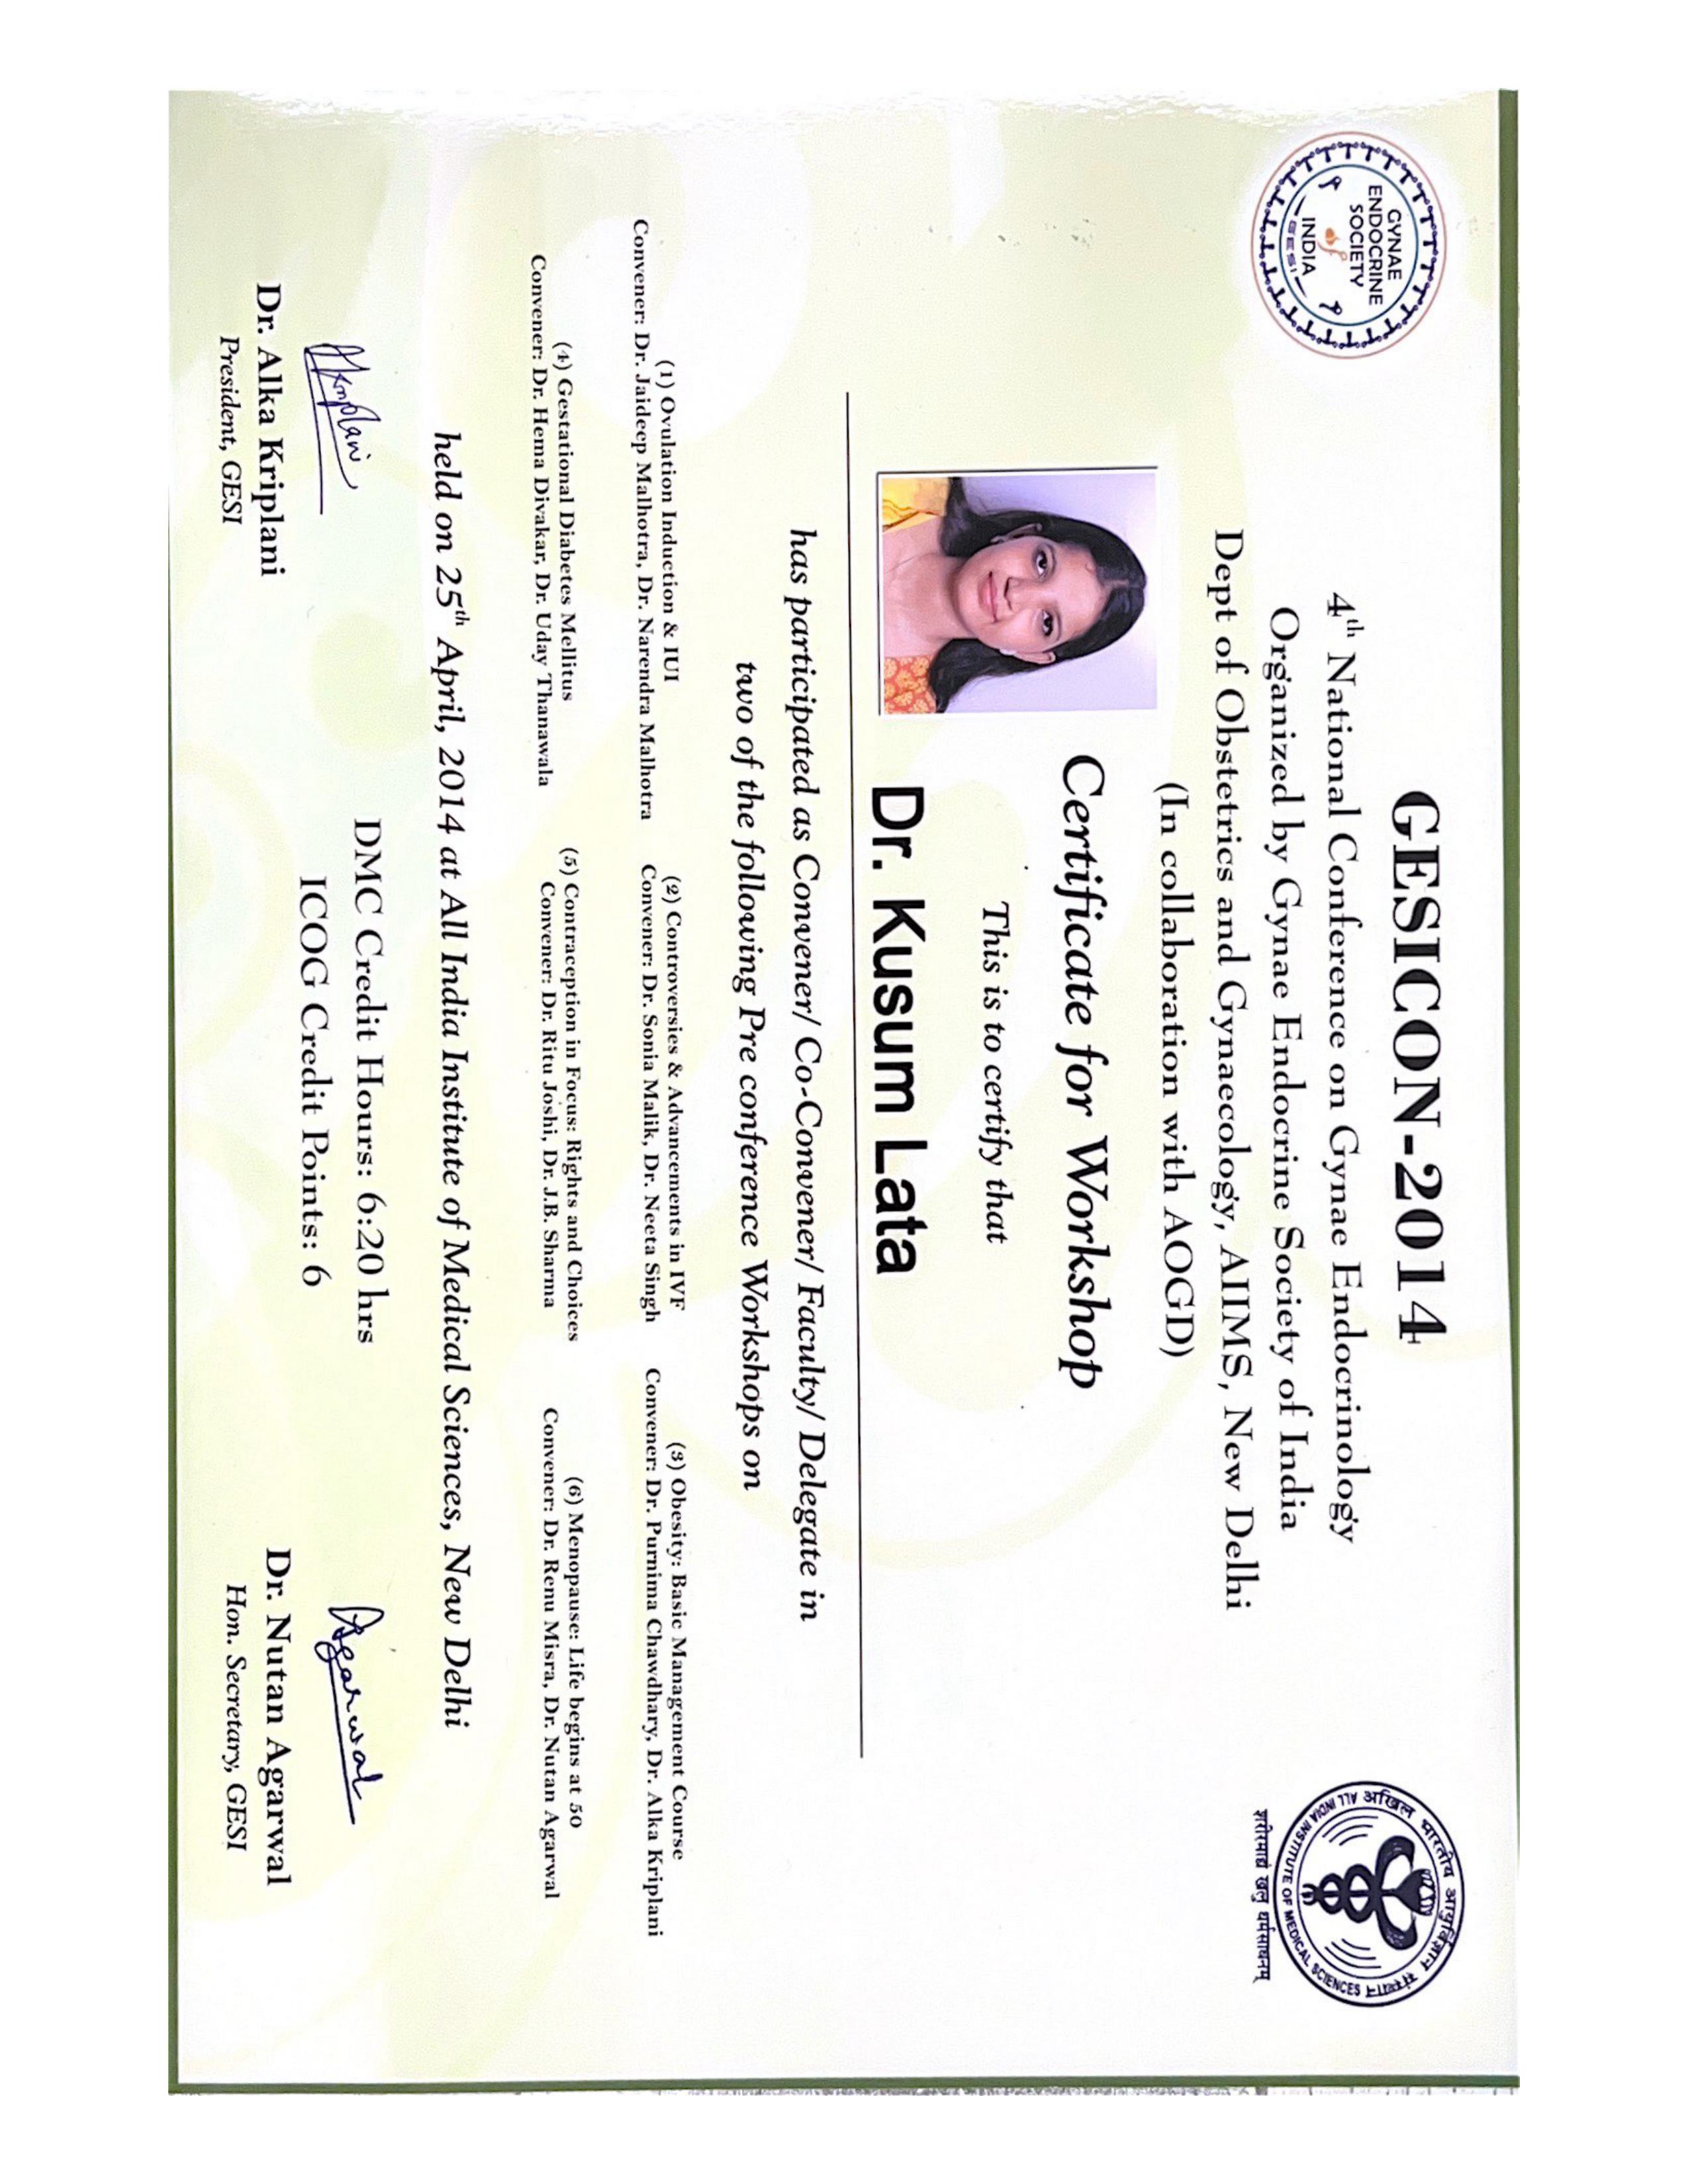 GESICON-2014
4th National Conference on Gynae Endocrinology
Organized by Gynae Endocrine Society of India
Dept of Obstetrics and Gynaecology, AIIMS, New Delhi
(In collaboration with AOGD)
GYNAE
ENDOCRINE
SOCIETY
of
INDIA
GESI
अखिल भारतीय आयुर्विज्ञान संस्थान
ALL INDIA INSTITUTE OF MEDICAL SCIENCES
शरीरमाद्यं खलु धर्मसाधनम्
Certificate for Workshop
This is to certify that
Dr. Kusum Lata
has participated as Convener/ Co-Convener/ Faculty/ Delegate in
two of the following Pre conference Workshops on
(1) Ovulation Induction & IUI
Convener: Dr. Jaideep Malhotra, Dr. Narendra Malhotra
(2) Controversies & Advancements in IVF
Convener: Dr. Sonia Malik, Dr. Neeta Singh
(3) Obesity: Basic Management Course
Convener: Dr. Purnima Chawdhary, Dr. Alka Kriplani
(4) Gestational Diabetes Mellitus
Convener: Dr. Hema Divakar, Dr. Uday Thanawala
(5) Contraception in Focus: Rights and Choices
Convener: Dr. Ritu Joshi, Dr. J.B. Sharma
(6) Menopause: Life begins at 50
Convener: Dr. Renu Misra, Dr. Nutan Agarwal
held on 25th April, 2014 at All India Institute of Medical Sciences, New Delhi
DMC Credit Hours: 6:20 hrs
ICOG Credit Points: 6
AKriplani
Dr. Alka Kriplani
President, GESI
Agarwal
Dr. Nutan Agarwal
Hon. Secretary, GESI